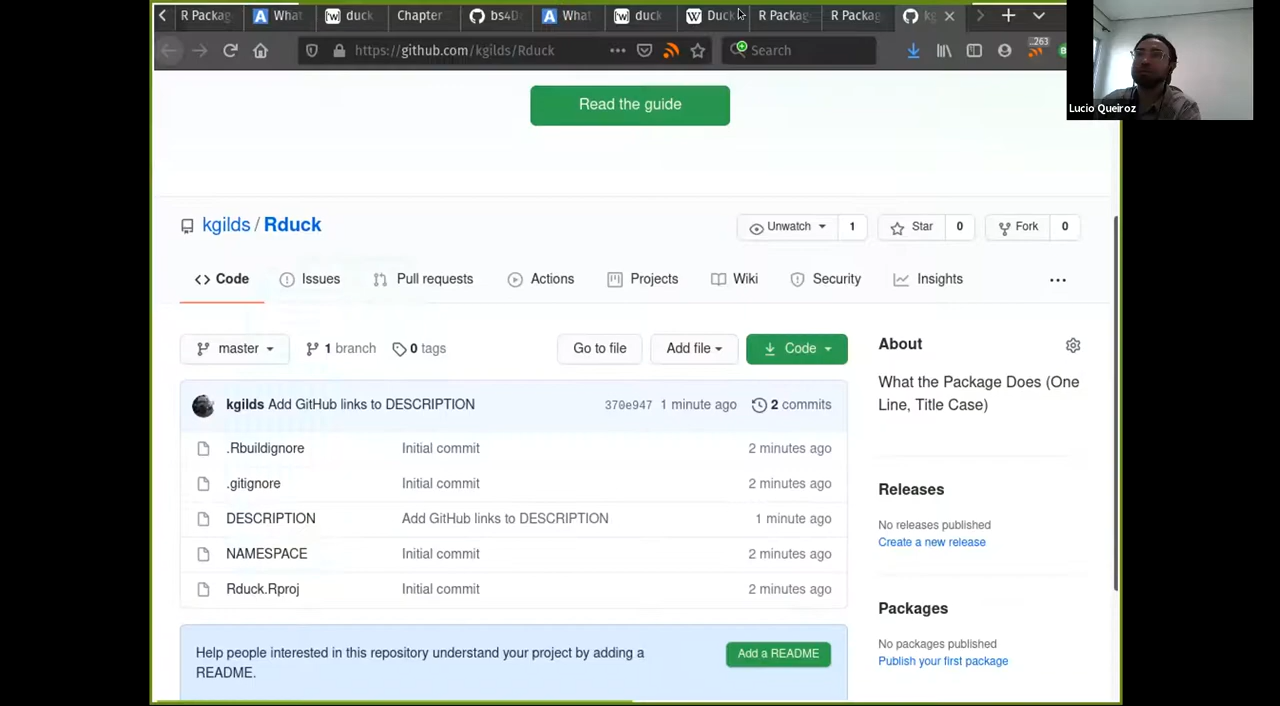 R Packag
What
duck
Chapter
bs4D
What
duck
Duck
R Packag
R Packag
kg
https://github.com/kgilds/Rduck
Search
263
Lucio Queiroz
Read the guide
kgilds / Rduck
Unwatch
1
Star
0
Fork
0
Code
Issues
Pull requests
Actions
Projects
Wiki
Security
Insights
master
1 branch
0 tags
Go to file
Add file
Code
kgilds Add GitHub links to DESCRIPTION
370e947
1 minute ago
2 commits
.Rbuildignore
Initial commit
2 minutes ago
.gitignore
Initial commit
2 minutes ago
DESCRIPTION
Add GitHub links to DESCRIPTION
1 minute ago
NAMESPACE
Initial commit
2 minutes ago
Rduck.Rproj
Initial commit
2 minutes ago
Help people interested in this repository understand your project by adding a
README.
Add a README
About
What the Package Does (One
Line, Title Case)
Releases
No releases published
Create a new release
Packages
No packages published
Publish your first package